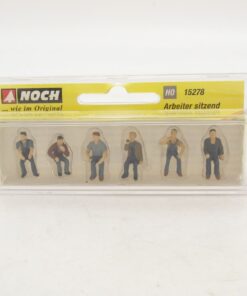 NOCH
... wie im Original
H0 15278
Arbeiter sitzend